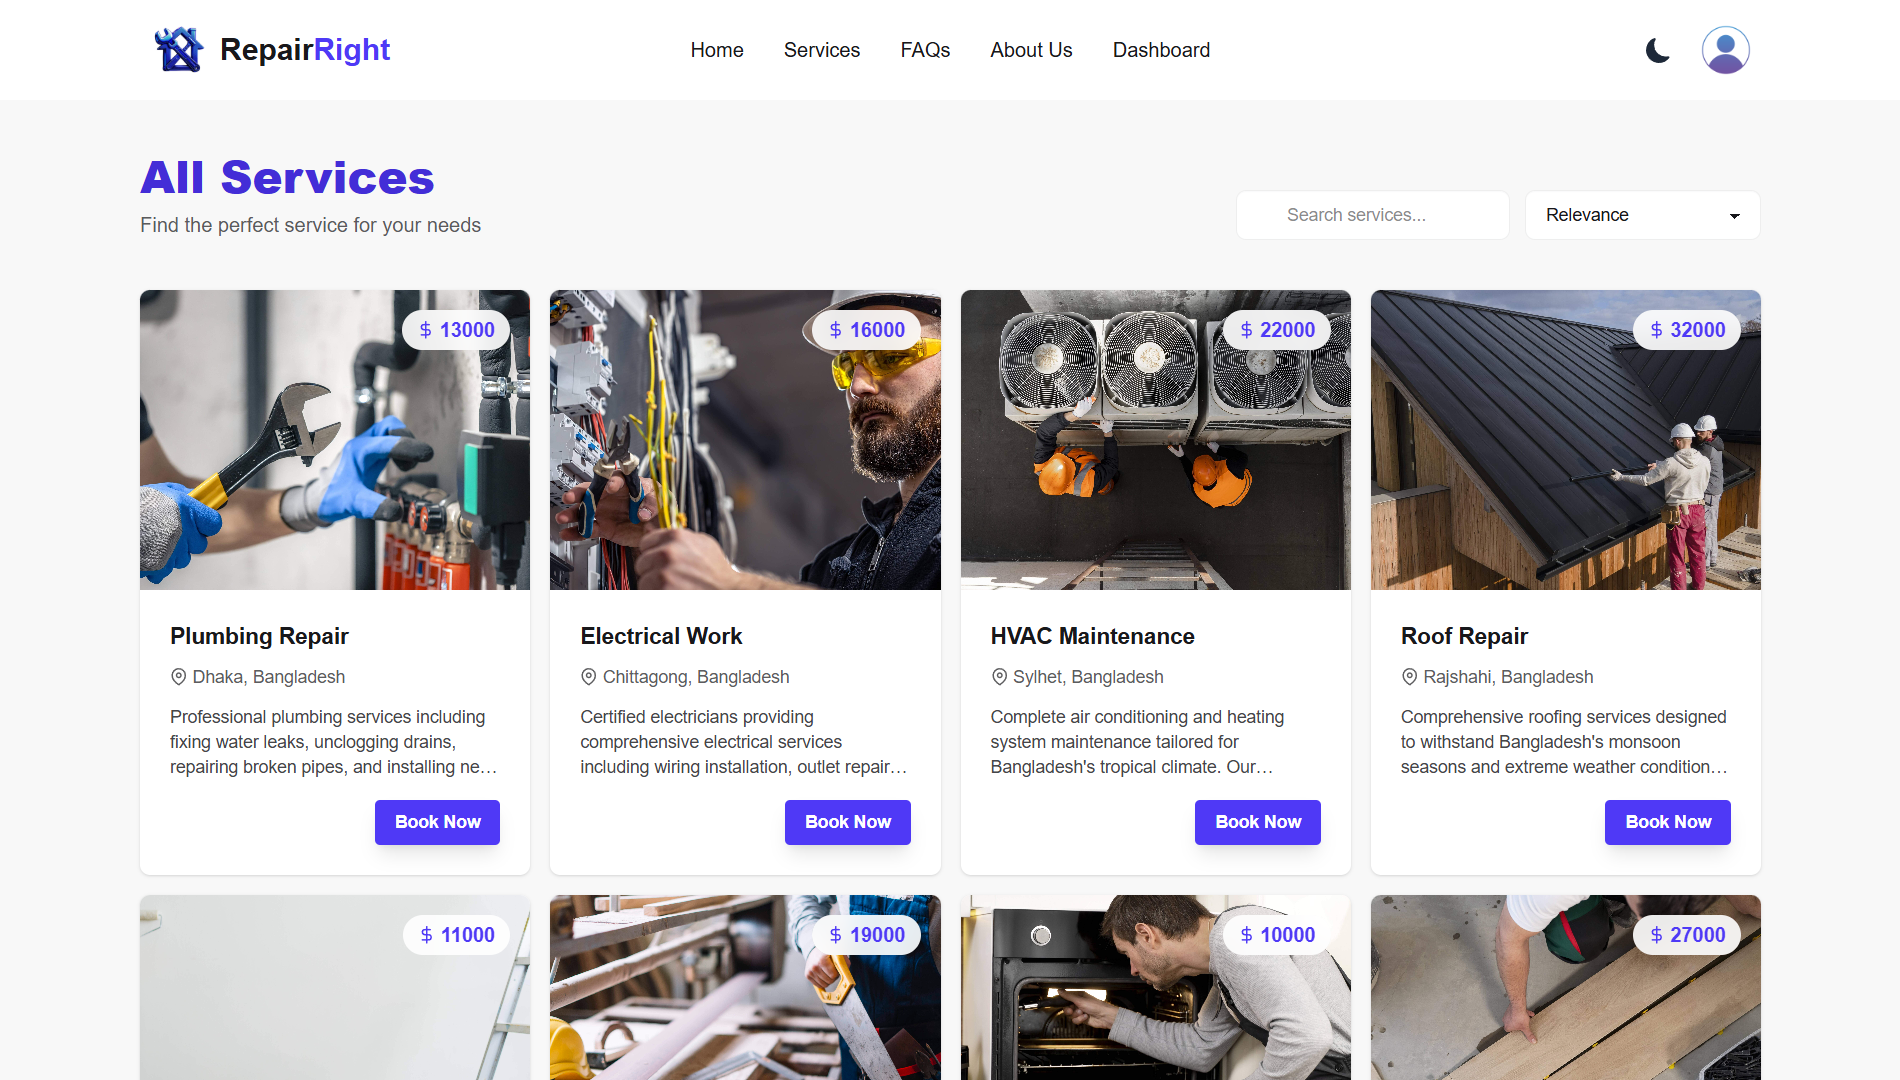 RepairRight
Home
Services
FAQs
About Us
Dashboard
All Services
Find the perfect service for your needs
Search services...
Relevance
$ 13000
Plumbing Repair
Dhaka, Bangladesh
Professional plumbing services including
fixing water leaks, unclogging drains,
repairing broken pipes, and installing ne…
Book Now
$ 16000
Electrical Work
Chittagong, Bangladesh
Certified electricians providing
comprehensive electrical services
including wiring installation, outlet repair…
Book Now
$ 22000
HVAC Maintenance
Sylhet, Bangladesh
Complete air conditioning and heating
system maintenance tailored for
Bangladesh's tropical climate. Our…
Book Now
$ 32000
Roof Repair
Rajshahi, Bangladesh
Comprehensive roofing services designed
to withstand Bangladesh's monsoon
seasons and extreme weather condition…
Book Now
$ 11000
$ 19000
$ 10000
$ 27000